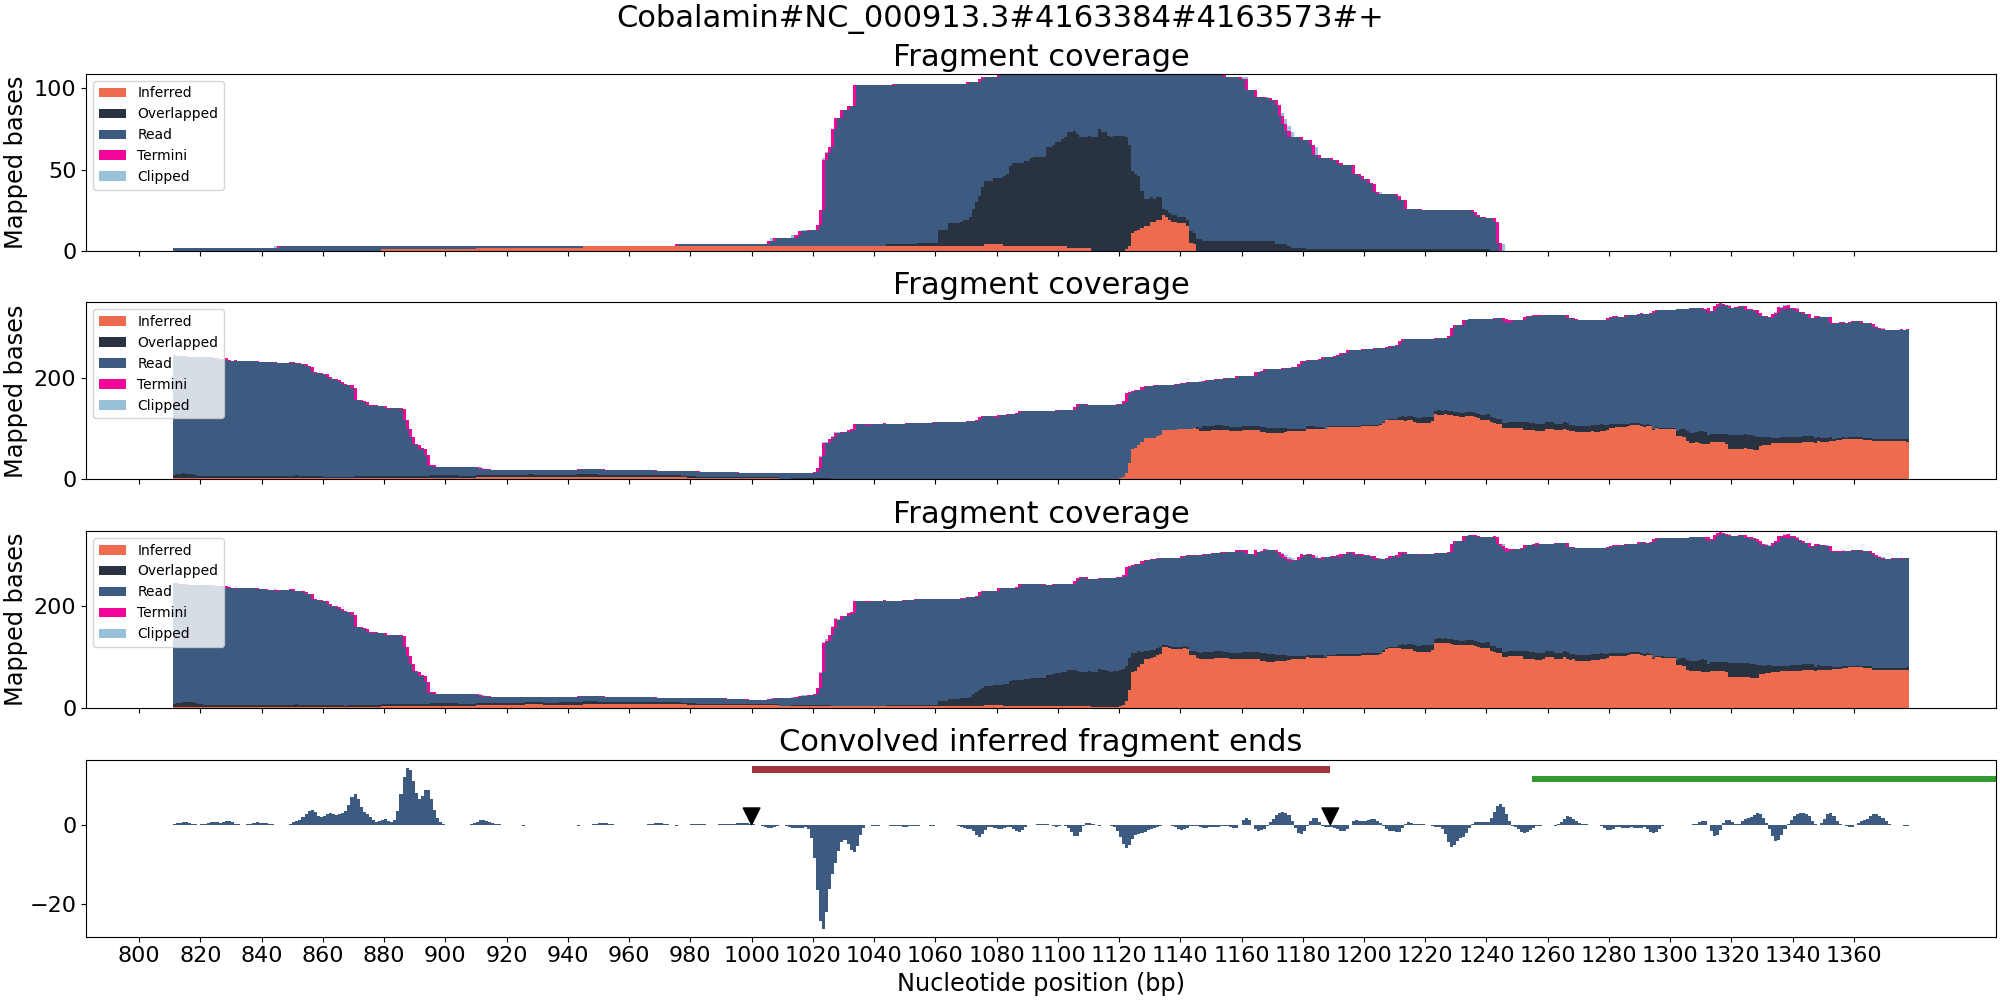 Cobalamin#NC_000913.3#4163384#4163573#+
Fragment coverage
Mapped bases
100
50
0
Inferred
Overlapped
Read
Termini
Clipped
Fragment coverage
Mapped bases
200
0
Inferred
Overlapped
Read
Termini
Clipped
Fragment coverage
Mapped bases
200
0
Inferred
Overlapped
Read
Termini
Clipped
Convolved inferred fragment ends
0
−20
800 820 840 860 880 900 920 940 960 980 1000 1020 1040 1060 1080 1100 1120 1140 1160 1180 1200 1220 1240 1260 1280 1300 1320 1340 1360
Nucleotide position (bp)